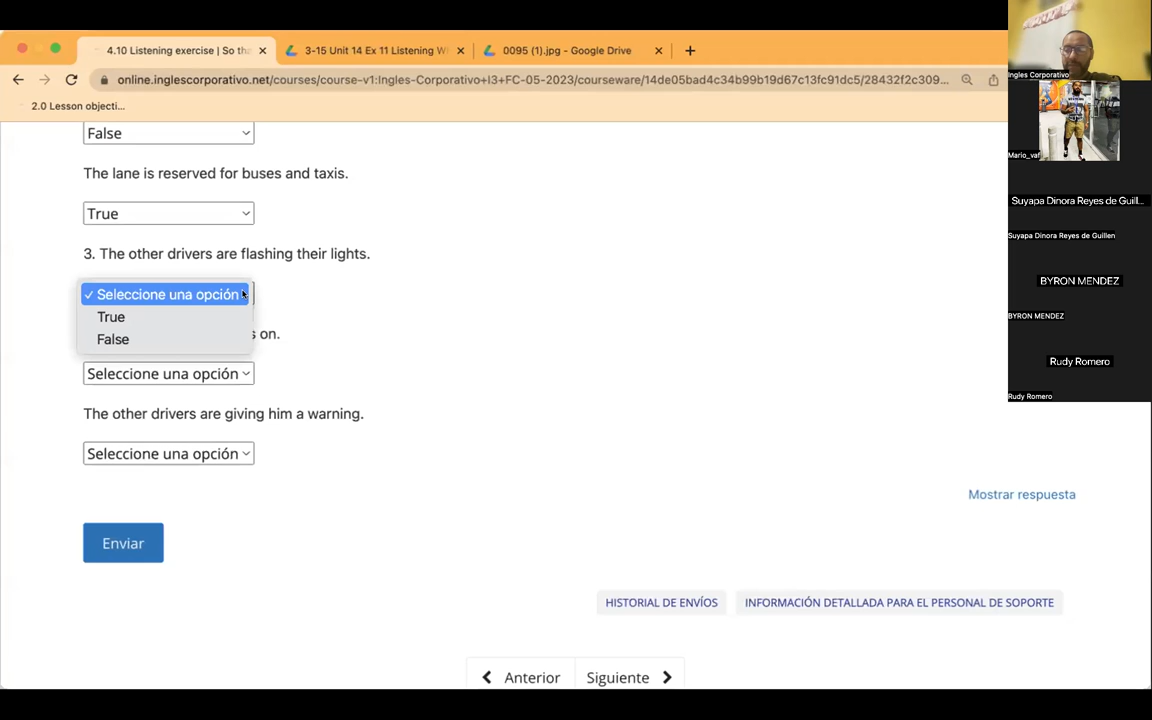 4.10 Listening exercise | So tha
3-15 Unit 14 Ex 11 Listening W
0095 (1).jpg - Google Drive
online.inglescorporativo.net/courses/course-v1:Ingles-Corporativo+I3+FC-05-2023/courseware/14de05bad4c34b99b19d67c13fc91dc5/28432f2c309...
2.0 Lesson objecti...
False
The lane is reserved for buses and taxis.
True
3. The other drivers are flashing their lights.
✓ Seleccione una opción
True
False
s on.
Seleccione una opción
The other drivers are giving him a warning.
Seleccione una opción
Mostrar respuesta
Enviar
HISTORIAL DE ENVÍOS
INFORMACIÓN DETALLADA PARA EL PERSONAL DE SOPORTE
Anterior
Siguiente
Ingles Corporativo
Mario_vaf
Suyapa Dinora Reyes de Guill...
Suyapa Dinora Reyes de Guillen
BYRON MENDEZ
BYRON MENDEZ
Rudy Romero
Rudy Romero